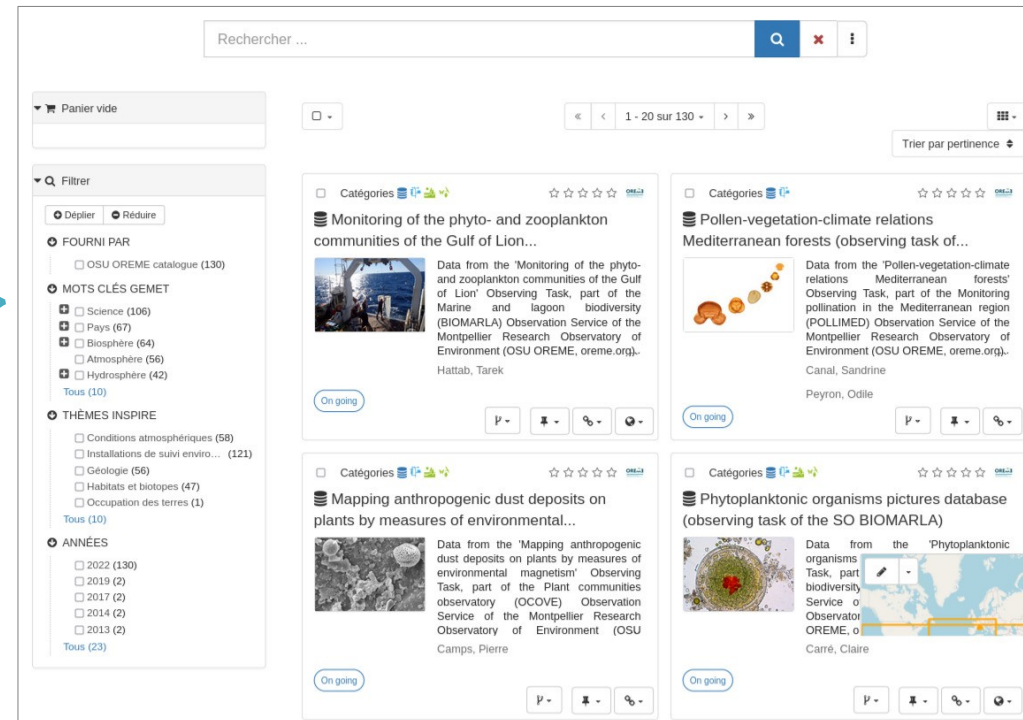 Rechercher ...
Panier vide
1 - 20 sur 130
Trier par pertinence
Filtrer
Déplier Réduire
FOURNI PAR
OSU OREME catalogue (130)
MOTS CLÉS GEMET
Science (106)
Pays (67)
Biosphère (64)
Atmosphère (56)
Hydrosphère (42)
Tous (10)
THÈMES INSPIRE
Conditions atmosphériques (58)
Installations de suivi enviro... (121)
Géologie (56)
Habitats et biotopes (47)
Occupation des terres (1)
Tous (10)
ANNÉES
2022 (130)
2019 (2)
2017 (2)
2014 (2)
2013 (2)
Tous (23)
Catégories
Monitoring of the phyto- and zooplankton
communities of the Gulf of Lion...
Data from the 'Monitoring of the phyto-
and zooplankton communities of the Gulf
of Lion' Observing Task, part of the
Marine and lagoon biodiversity
(BIOMARLA) Observation Service of the
Montpellier Research Observatory of
Environment (OSU OREME, oreme.org)..
Hattab, Tarek
On going
Catégories
Pollen-vegetation-climate relations
Mediterranean forests (observing task of...
Data from the 'Pollen-vegetation-climate
relations Mediterranean forests'
Observing Task, part of the Monitoring
pollination in the Mediterranean region
(POLLIMED) Observation Service of the
Montpellier Research Observatory of
Environment (OSU OREME, oreme.org)..
Canal, Sandrine
Peyron, Odile
On going
Catégories
Mapping anthropogenic dust deposits on
plants by measures of environmental...
Data from the 'Mapping anthropogenic
dust deposits on plants by measures of
environmental magnetism' Observing
Task, part of the Plant communities
observatory (OCOVE) Observation
Service of the Montpellier Research
Observatory of Environment (OSU
Camps, Pierre
On going
Catégories
Phytoplanktonic organisms pictures database
(observing task of the SO BIOMARLA)
Data from the 'Phytoplanktonic
organisms
Task, part
biodiversity
Service o
Observator
OREME, o
Carré, Claire
On going